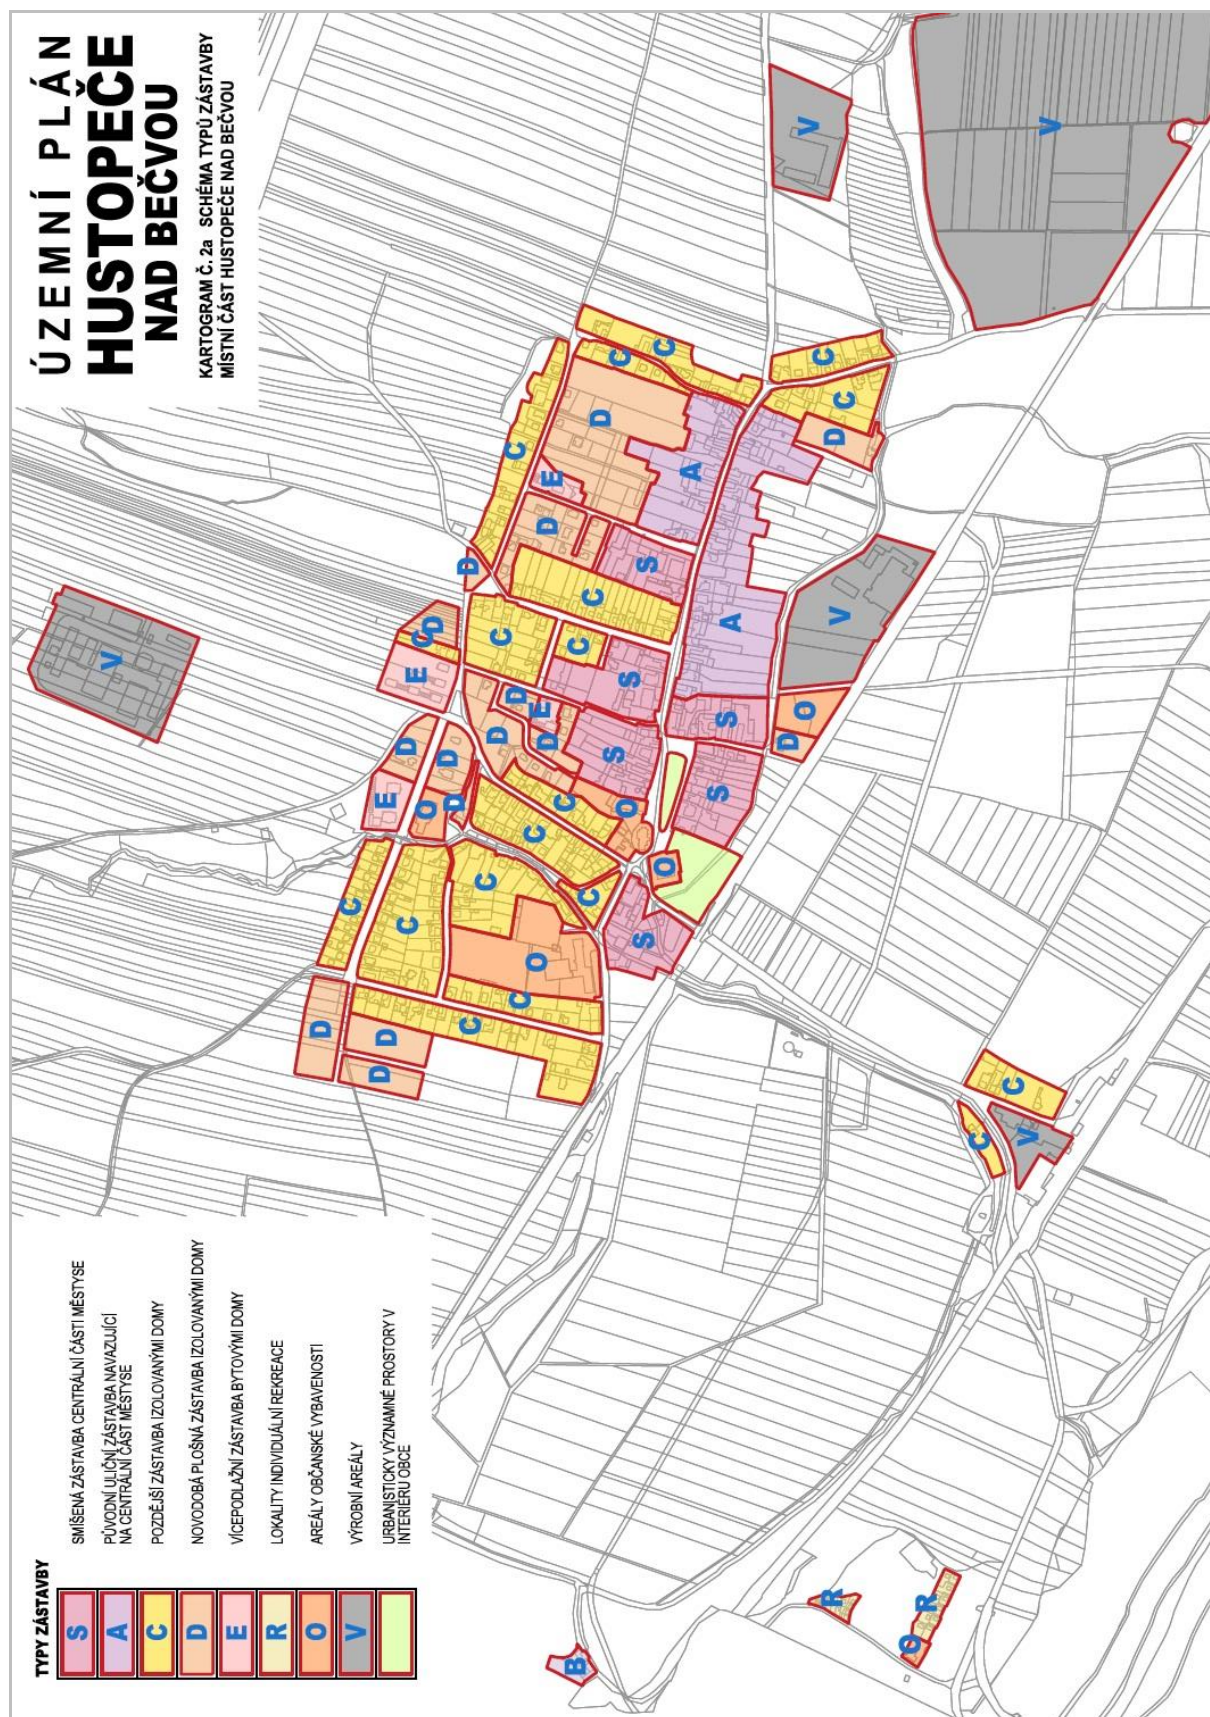 ÚZEMNÍ PLÁN
HUSTOPEČE
NAD BEČVOU
KARTOGRAM Č. 2a SCHÉMA TYPŮ ZÁSTAVBY
MÍSTNÍ ČÁST HUSTOPEČE NAD BEČVOU
TYPY ZÁSTAVBY
S SMÍŠENÁ ZÁSTAVBA CENTRÁLNÍ ČÁSTI MĚSTYSE
A PŮVODNÍ ULIČNÍ ZÁSTAVBA NAVAZUJÍCÍ
NA CENTRÁLNÍ ČÁST MĚSTYSE
C POZDĚJŠÍ ZÁSTAVBA IZOLOVANÝMI DOMY
D NOVODOBÁ PLOŠNÁ ZÁSTAVBA IZOLOVANÝMI DOMY
E VÍCEPODLAŽNÍ ZÁSTAVBA BYTOVÝMI DOMY
R LOKALITY INDIVIDUÁLNÍ REKREACE
O AREÁLY OBČANSKÉ VYBAVENOSTI
V VÝROBNÍ AREÁLY
URBANISTICKY VÝZNAMNÉ PROSTORY V
INTERIÉRU OBCE
V
V
V
C
C
C
C
C
D
D
C
E
D
A
D
S
C
D
C
E
C
C
S
A
V
D
D
E
D
D
S
S
O
D
D
D
E
O
D
C
C
O
S
O
C
C
C
C
O
S
C
C
D
D
D
C
C
V
R
R
O
B